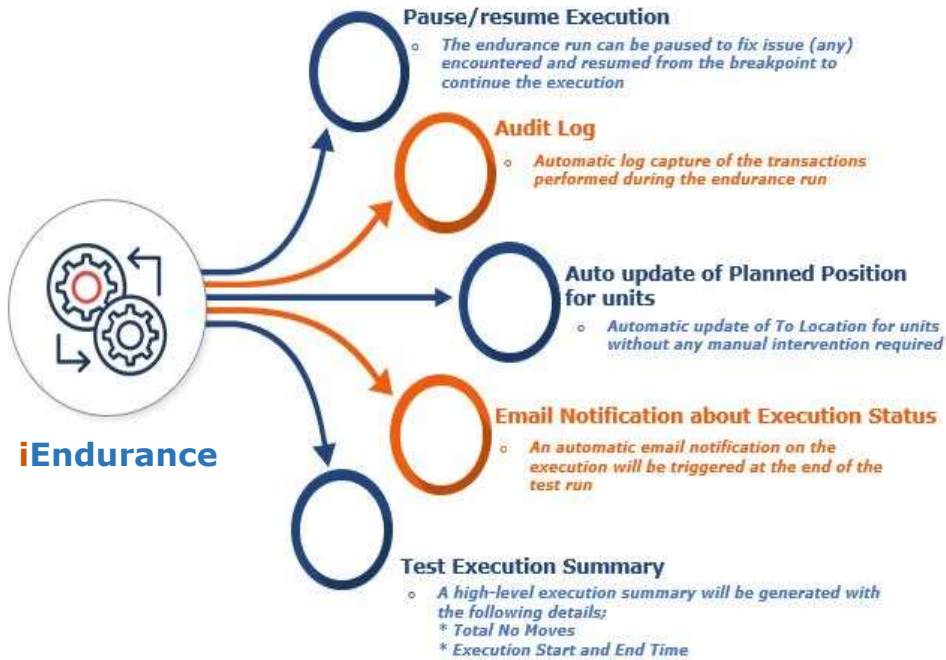 Pause/resume Execution
o The endurance run can be paused to fix issue (any)
encountered and resumed from the breakpoint to
continue the execution
Audit Log
o Automatic log capture of the transactions
performed during the endurance run
Auto update of Planned Position
for units
o Automatic update of To Location for units
without any manual intervention required
Email Notification about Execution Status
o An automatic email notification on the
execution will be triggered at the end of the
test run
iEndurance
Test Execution Summary
o A high-level execution summary will be generated with
the following details;
* Total No Moves
* Execution Start and End Time